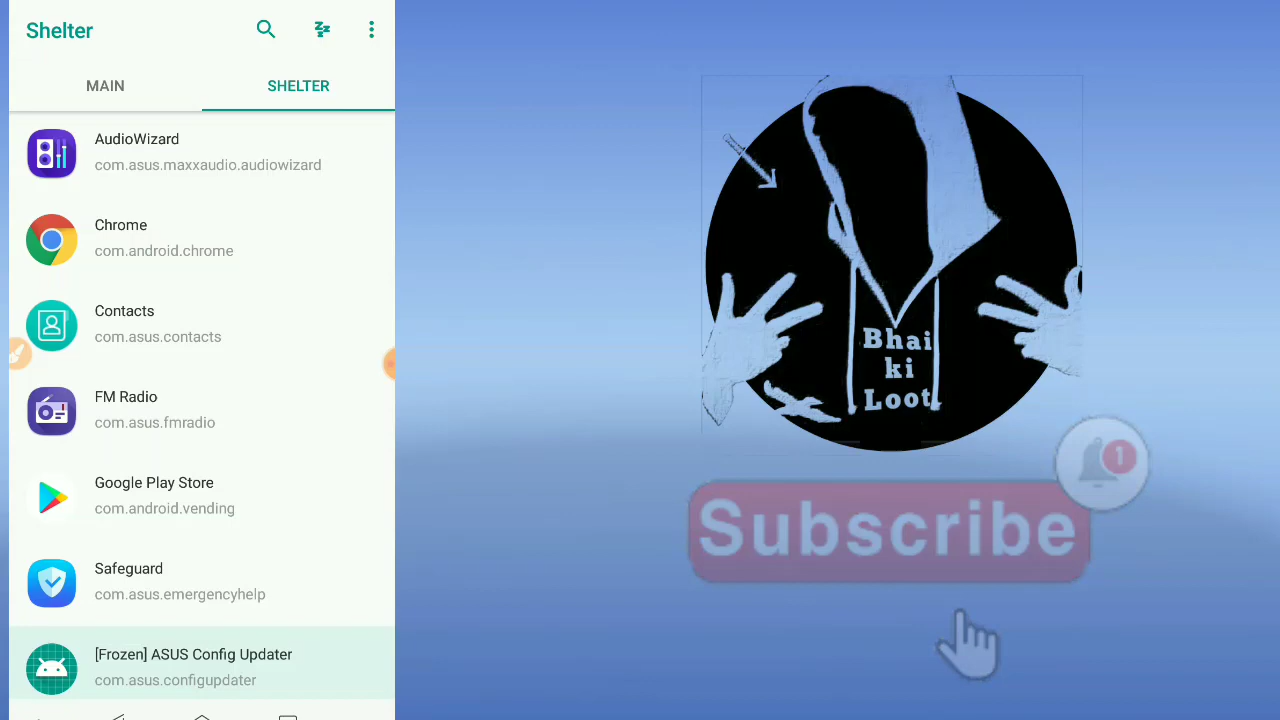 Shelter
MAIN
SHELTER
AudioWizard
com.asus.maxxaudio.audiowizard
Chrome
com.android.chrome
Contacts
com.asus.contacts
FM Radio
com.asus.fmradio
Google Play Store
com.android.vending
Safeguard
com.asus.emergencyhelp
[Frozen] ASUS Config Updater
com.asus.configupdater
Bhai
ki
Loot
1
Subscribe